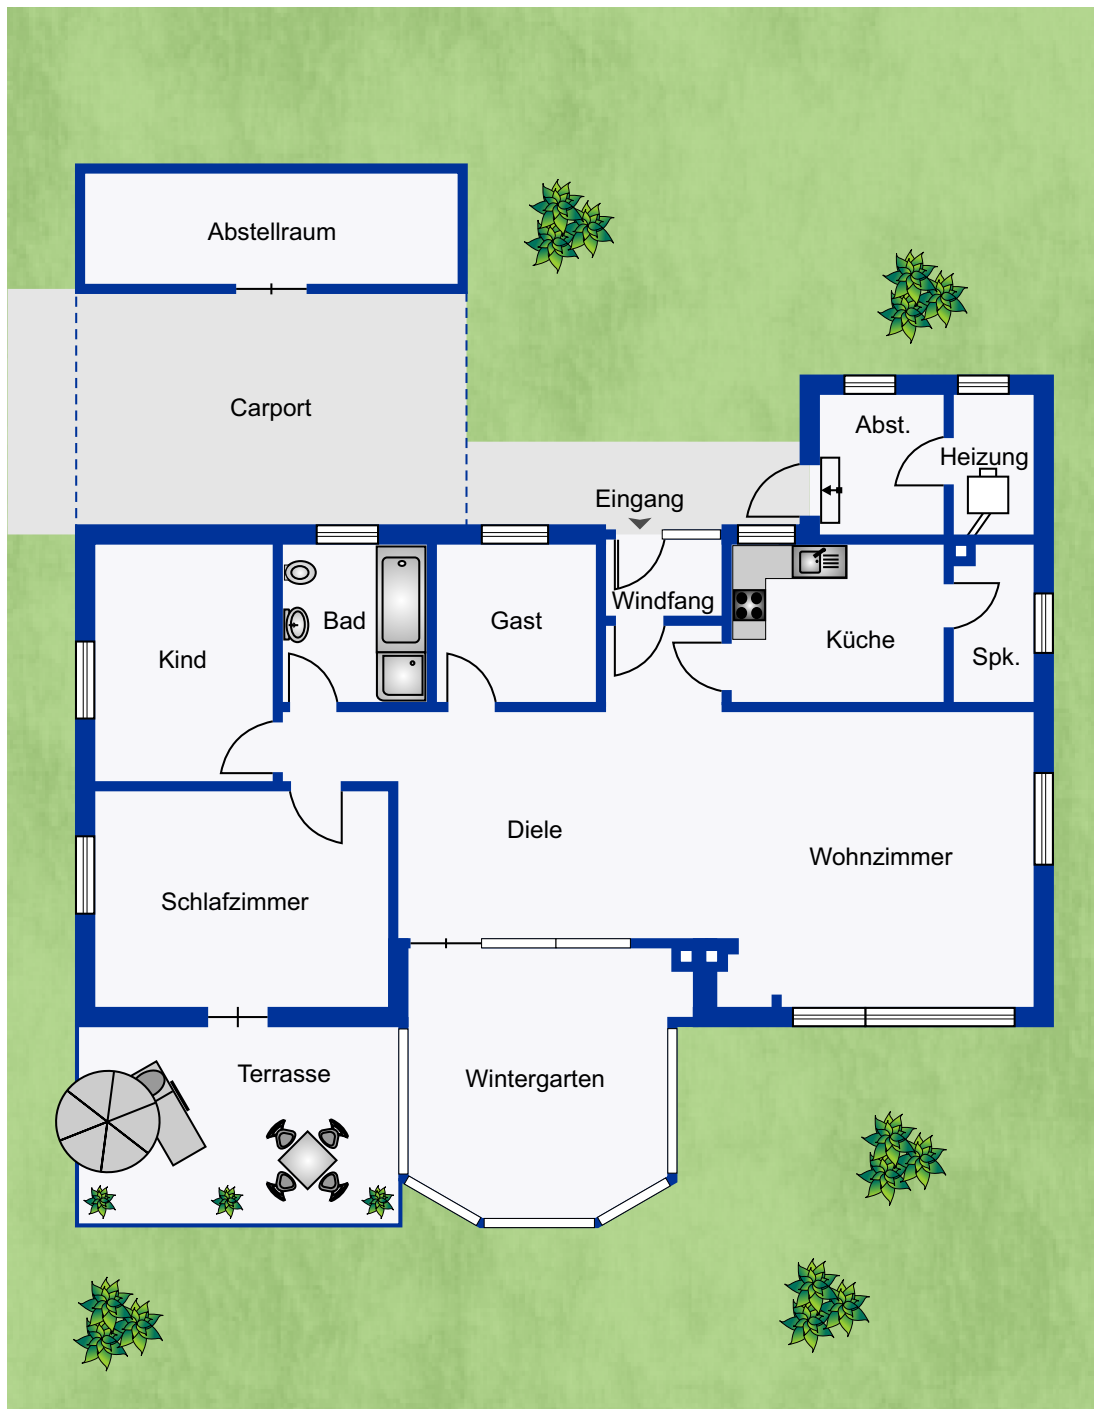 Abstellraum
Carport
Abst.
Heizung
Eingang
Windfang
Gast
Bad
Küche
Spk.
Kind
Diele
Wohnzimmer
Schlafzimmer
Terrasse
Wintergarten